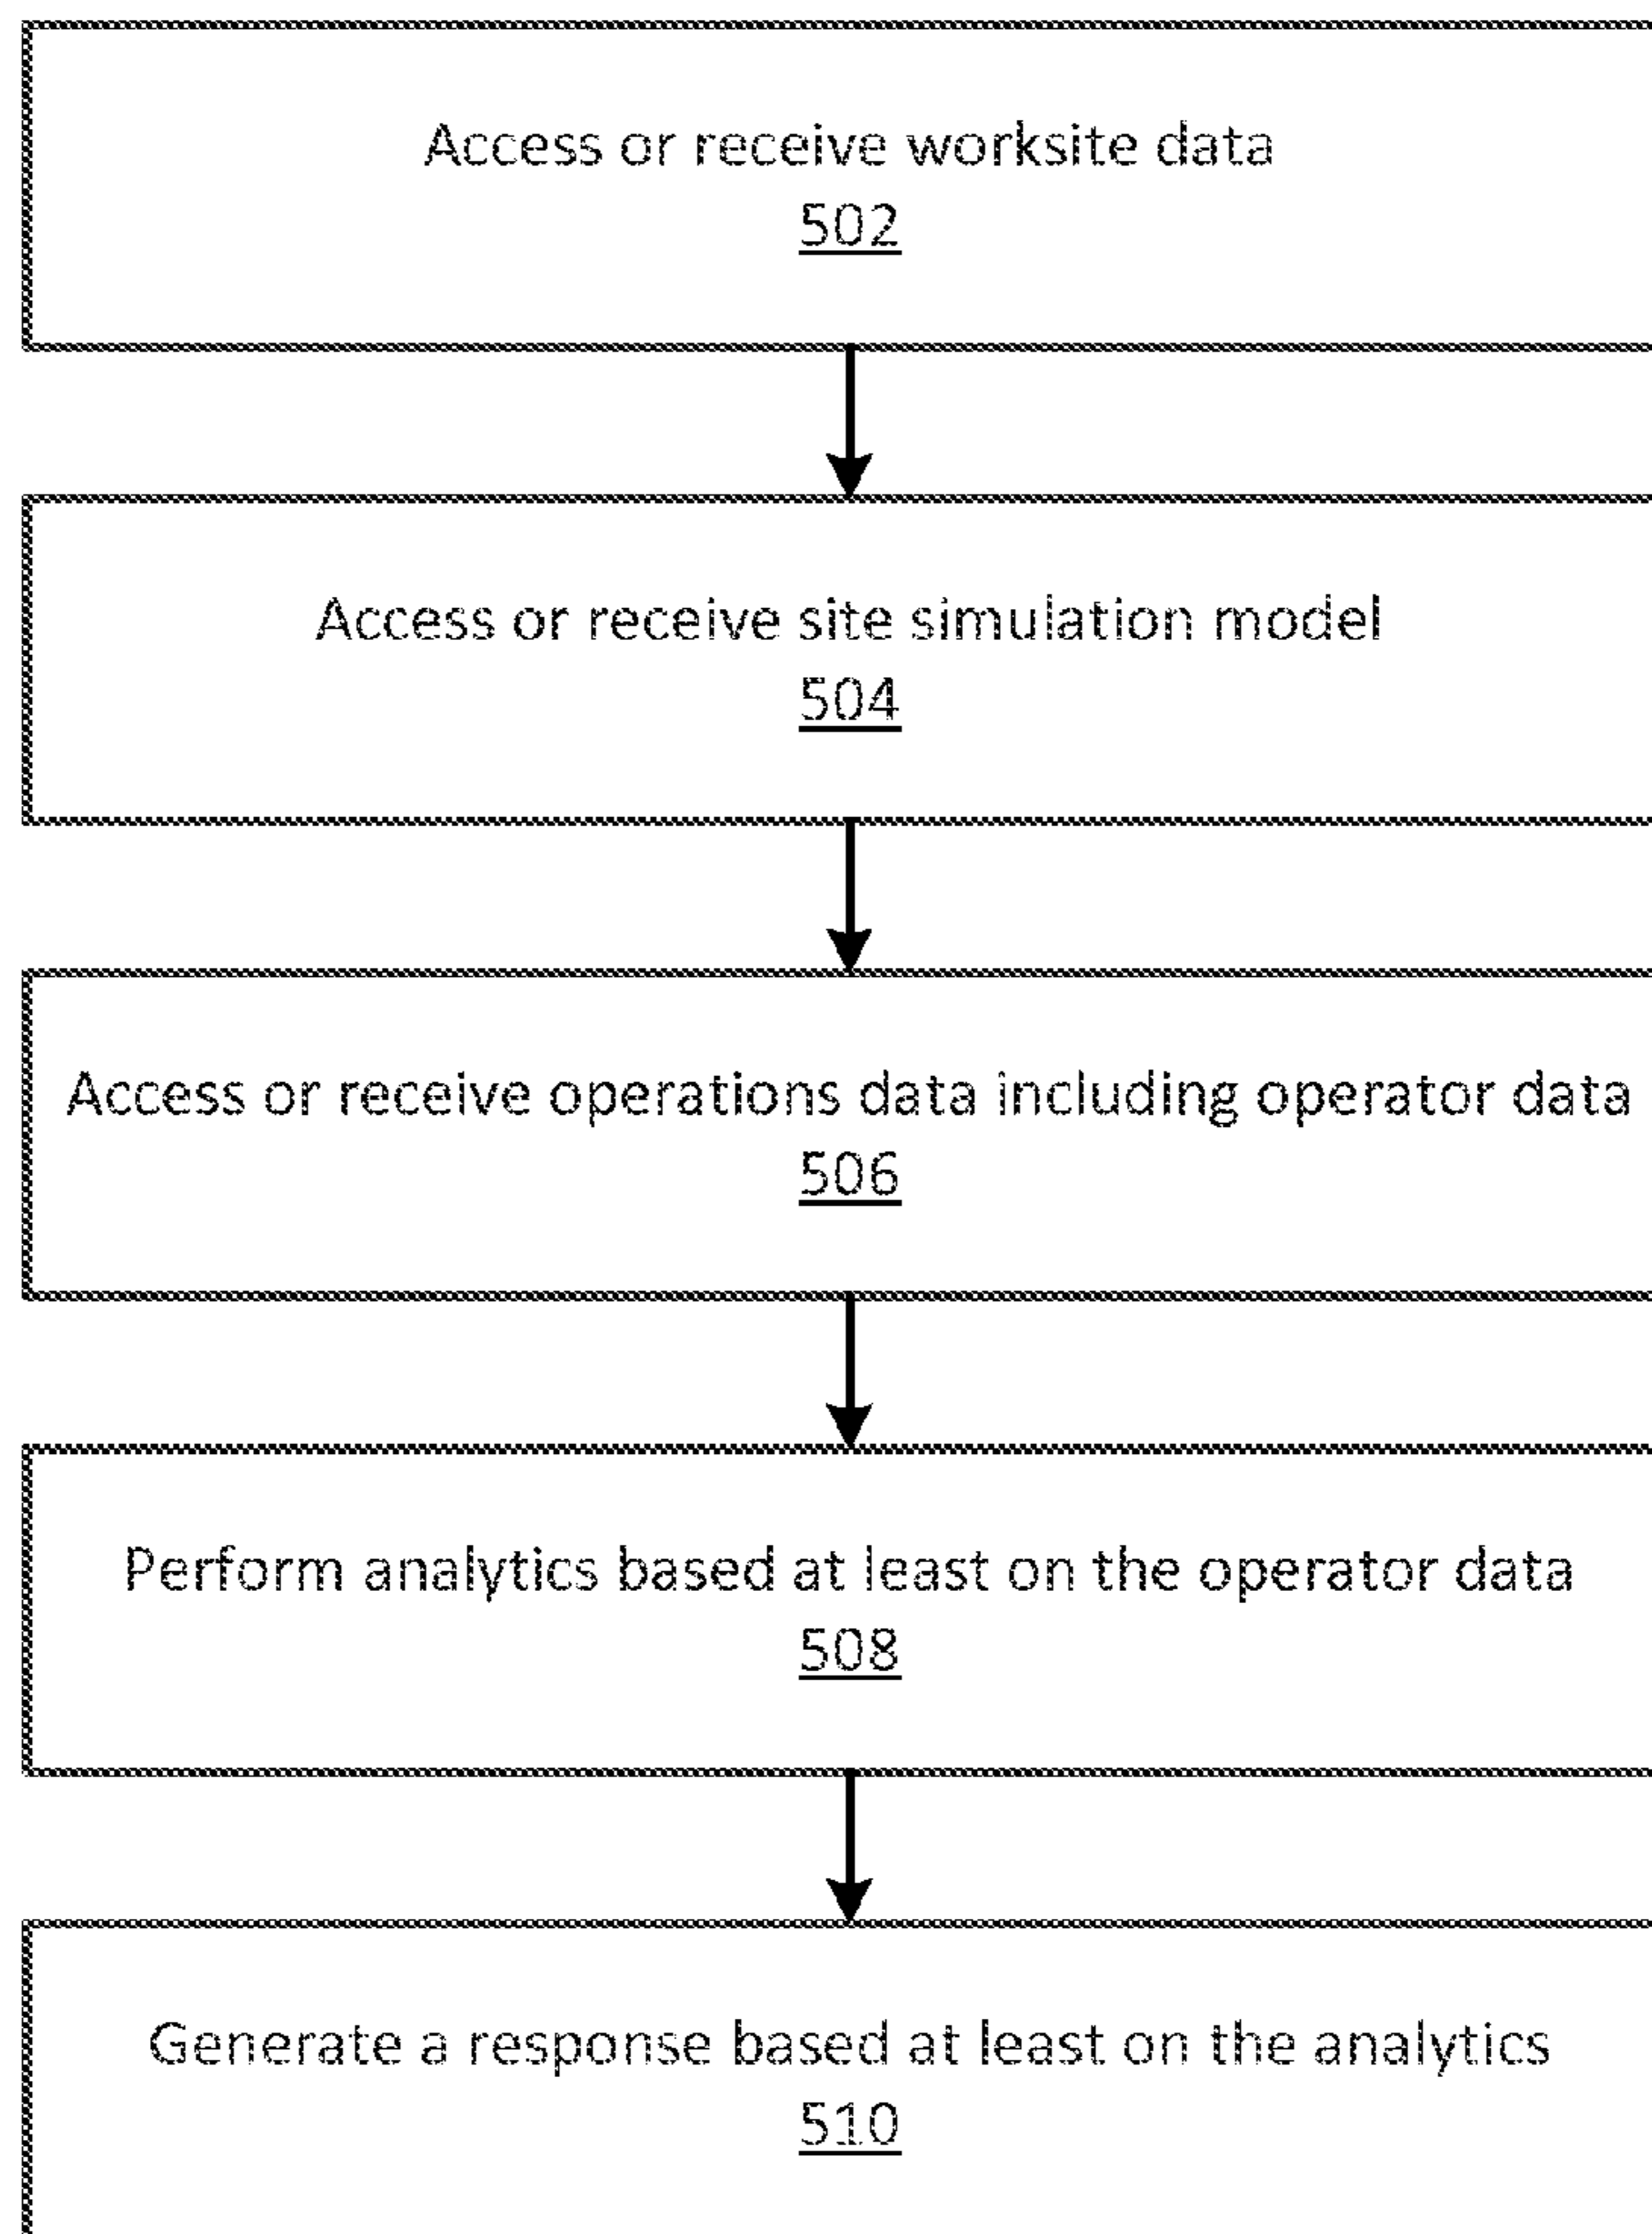 Access or receive worksite data
502
Access or receive site simulation model
504
Access or receive operations data including operator data
506
Perform analytics based at least on the operator data
508
Generate a response based at least on the analytics
510